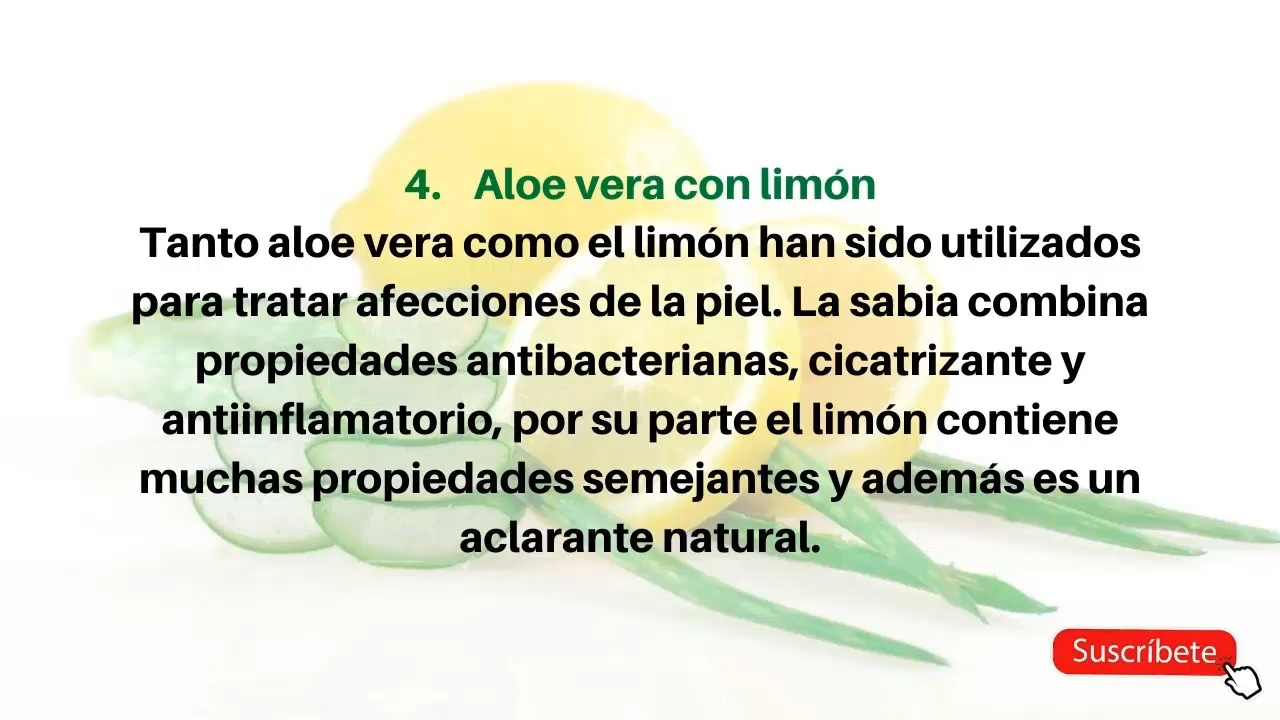 4. Aloe vera con limón
Tanto aloe vera como el limón han sido utilizados
para tratar afecciones de la piel. La sabia combina
propiedades antibacterianas, cicatrizante y
antiinflamatorio, por su parte el limón contiene
muchas propiedades semejantes y además es un
aclarante natural.
Suscríbete